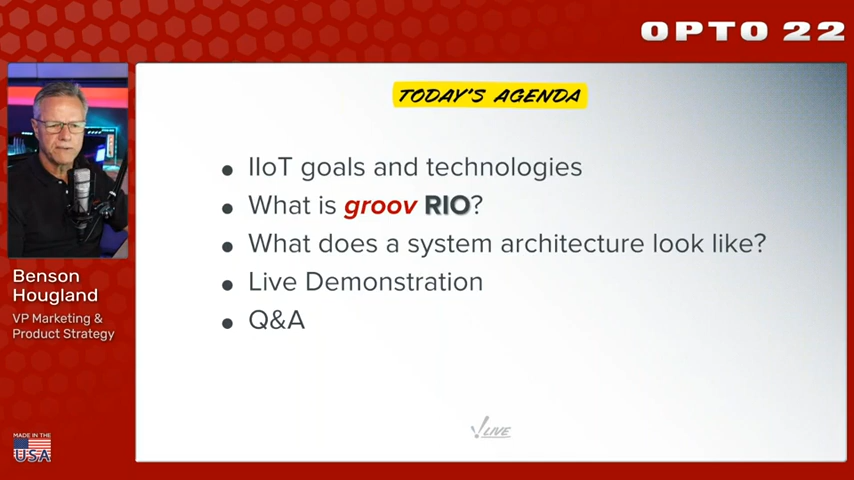 OPTO 22
TODAY'S AGENDA
• IIoT goals and technologies
• What is groov RIO?
• What does a system architecture look like?
• Live Demonstration
• Q&A
Benson
Hougland
VP Marketing &
Product Strategy
LIVE
MADE IN THE
USA